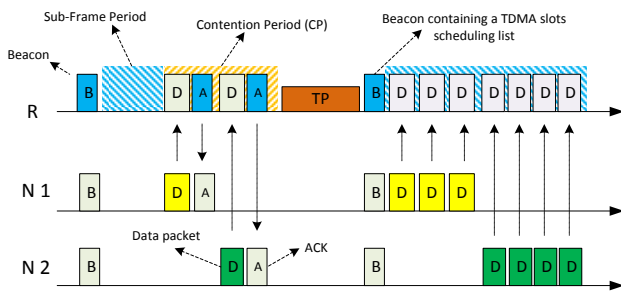 Sub-Frame Period
Contention Period (CP)
Beacon containing a TDMA slots
scheduling list
Beacon
B D A D A TP B D D D D D D D
R
B D A B D D D
N 1
Data packet
ACK
B D A B D D D D
N 2